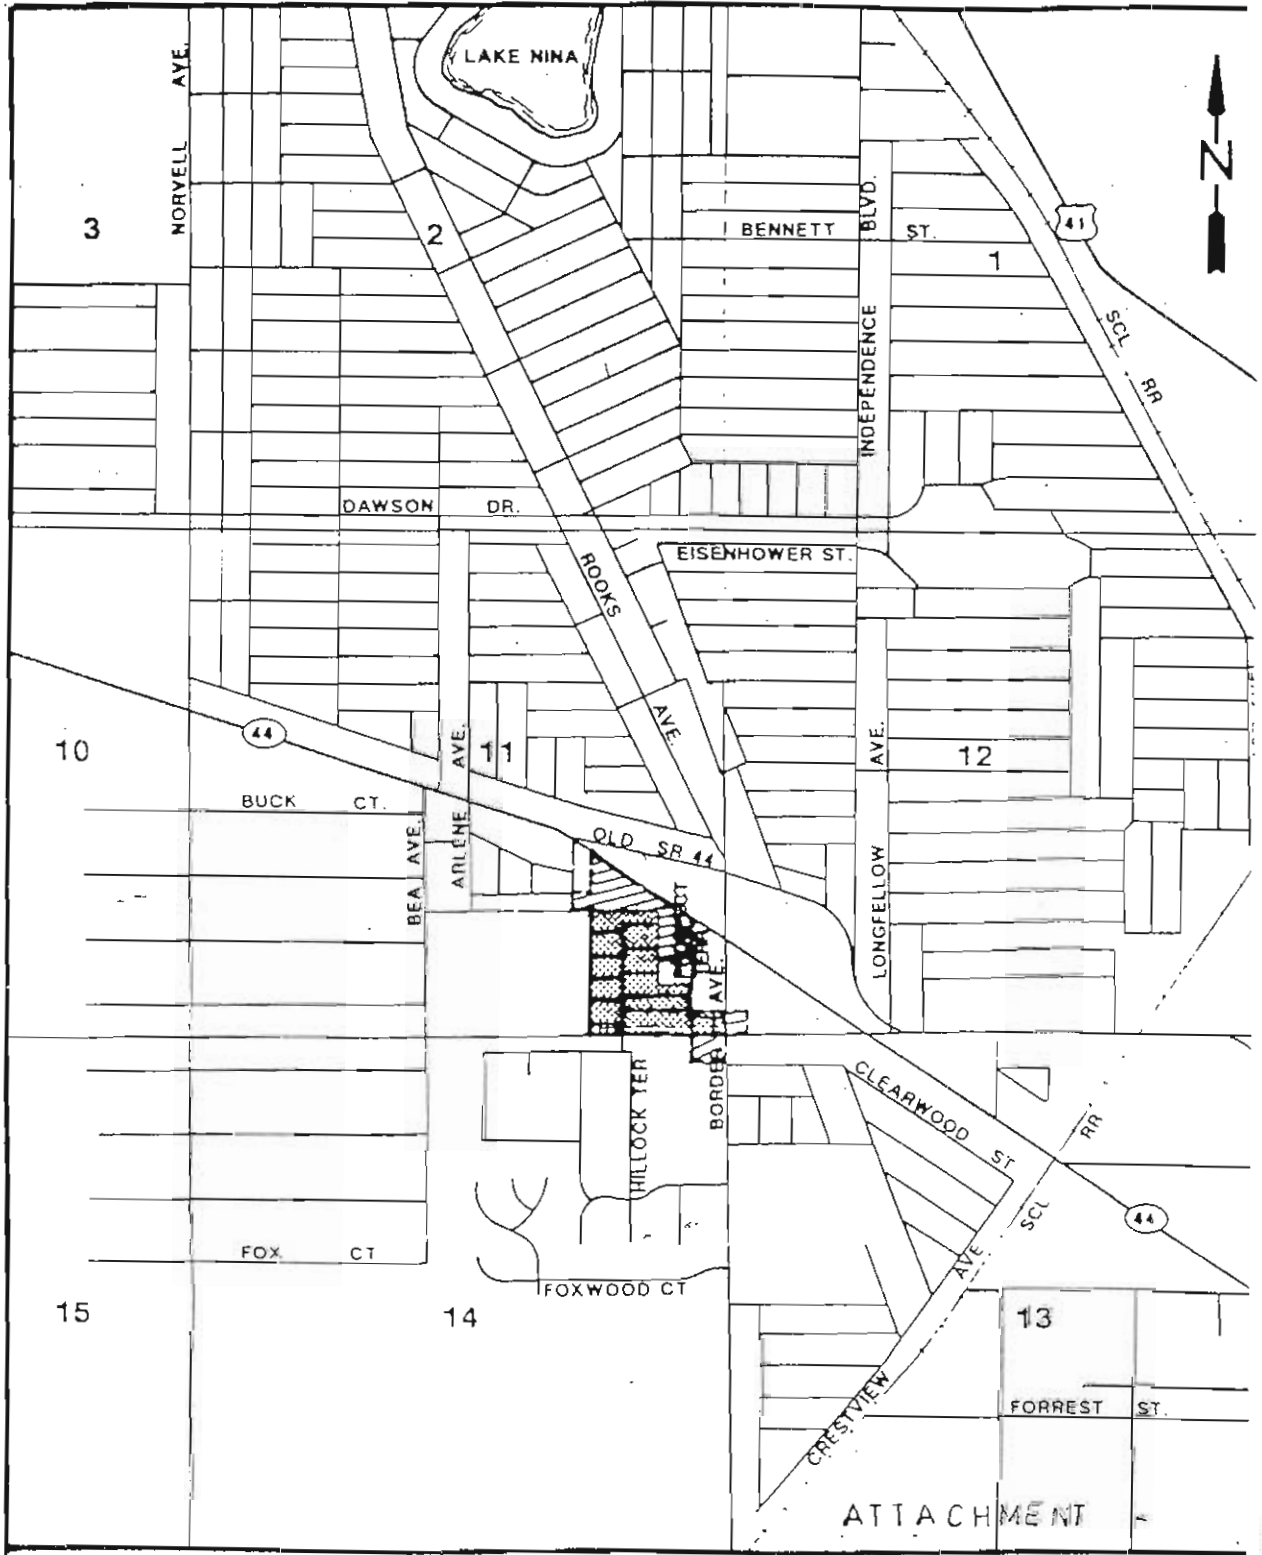 LAKE NINA
NORVELL AVE.
N
3
2
BENNETT ST.
INDEPENDENCE BLVD.
1
41
SCL RR
DAWSON DR.
EISENHOWER ST.
ROOKS AVE.
10
44
11
12
BUCK CT.
BEA AVE.
ARLENE AVE.
OLD SR 44
CT
LONGFELLOW AVE.
BORDEN AVE.
HILLOCK TER
CLEARWOOD ST
SCL RR
44
FOX CT
FOXWOOD CT
15
14
13
CRESTVIEW AVE
FORREST ST.
ATTACHMENT